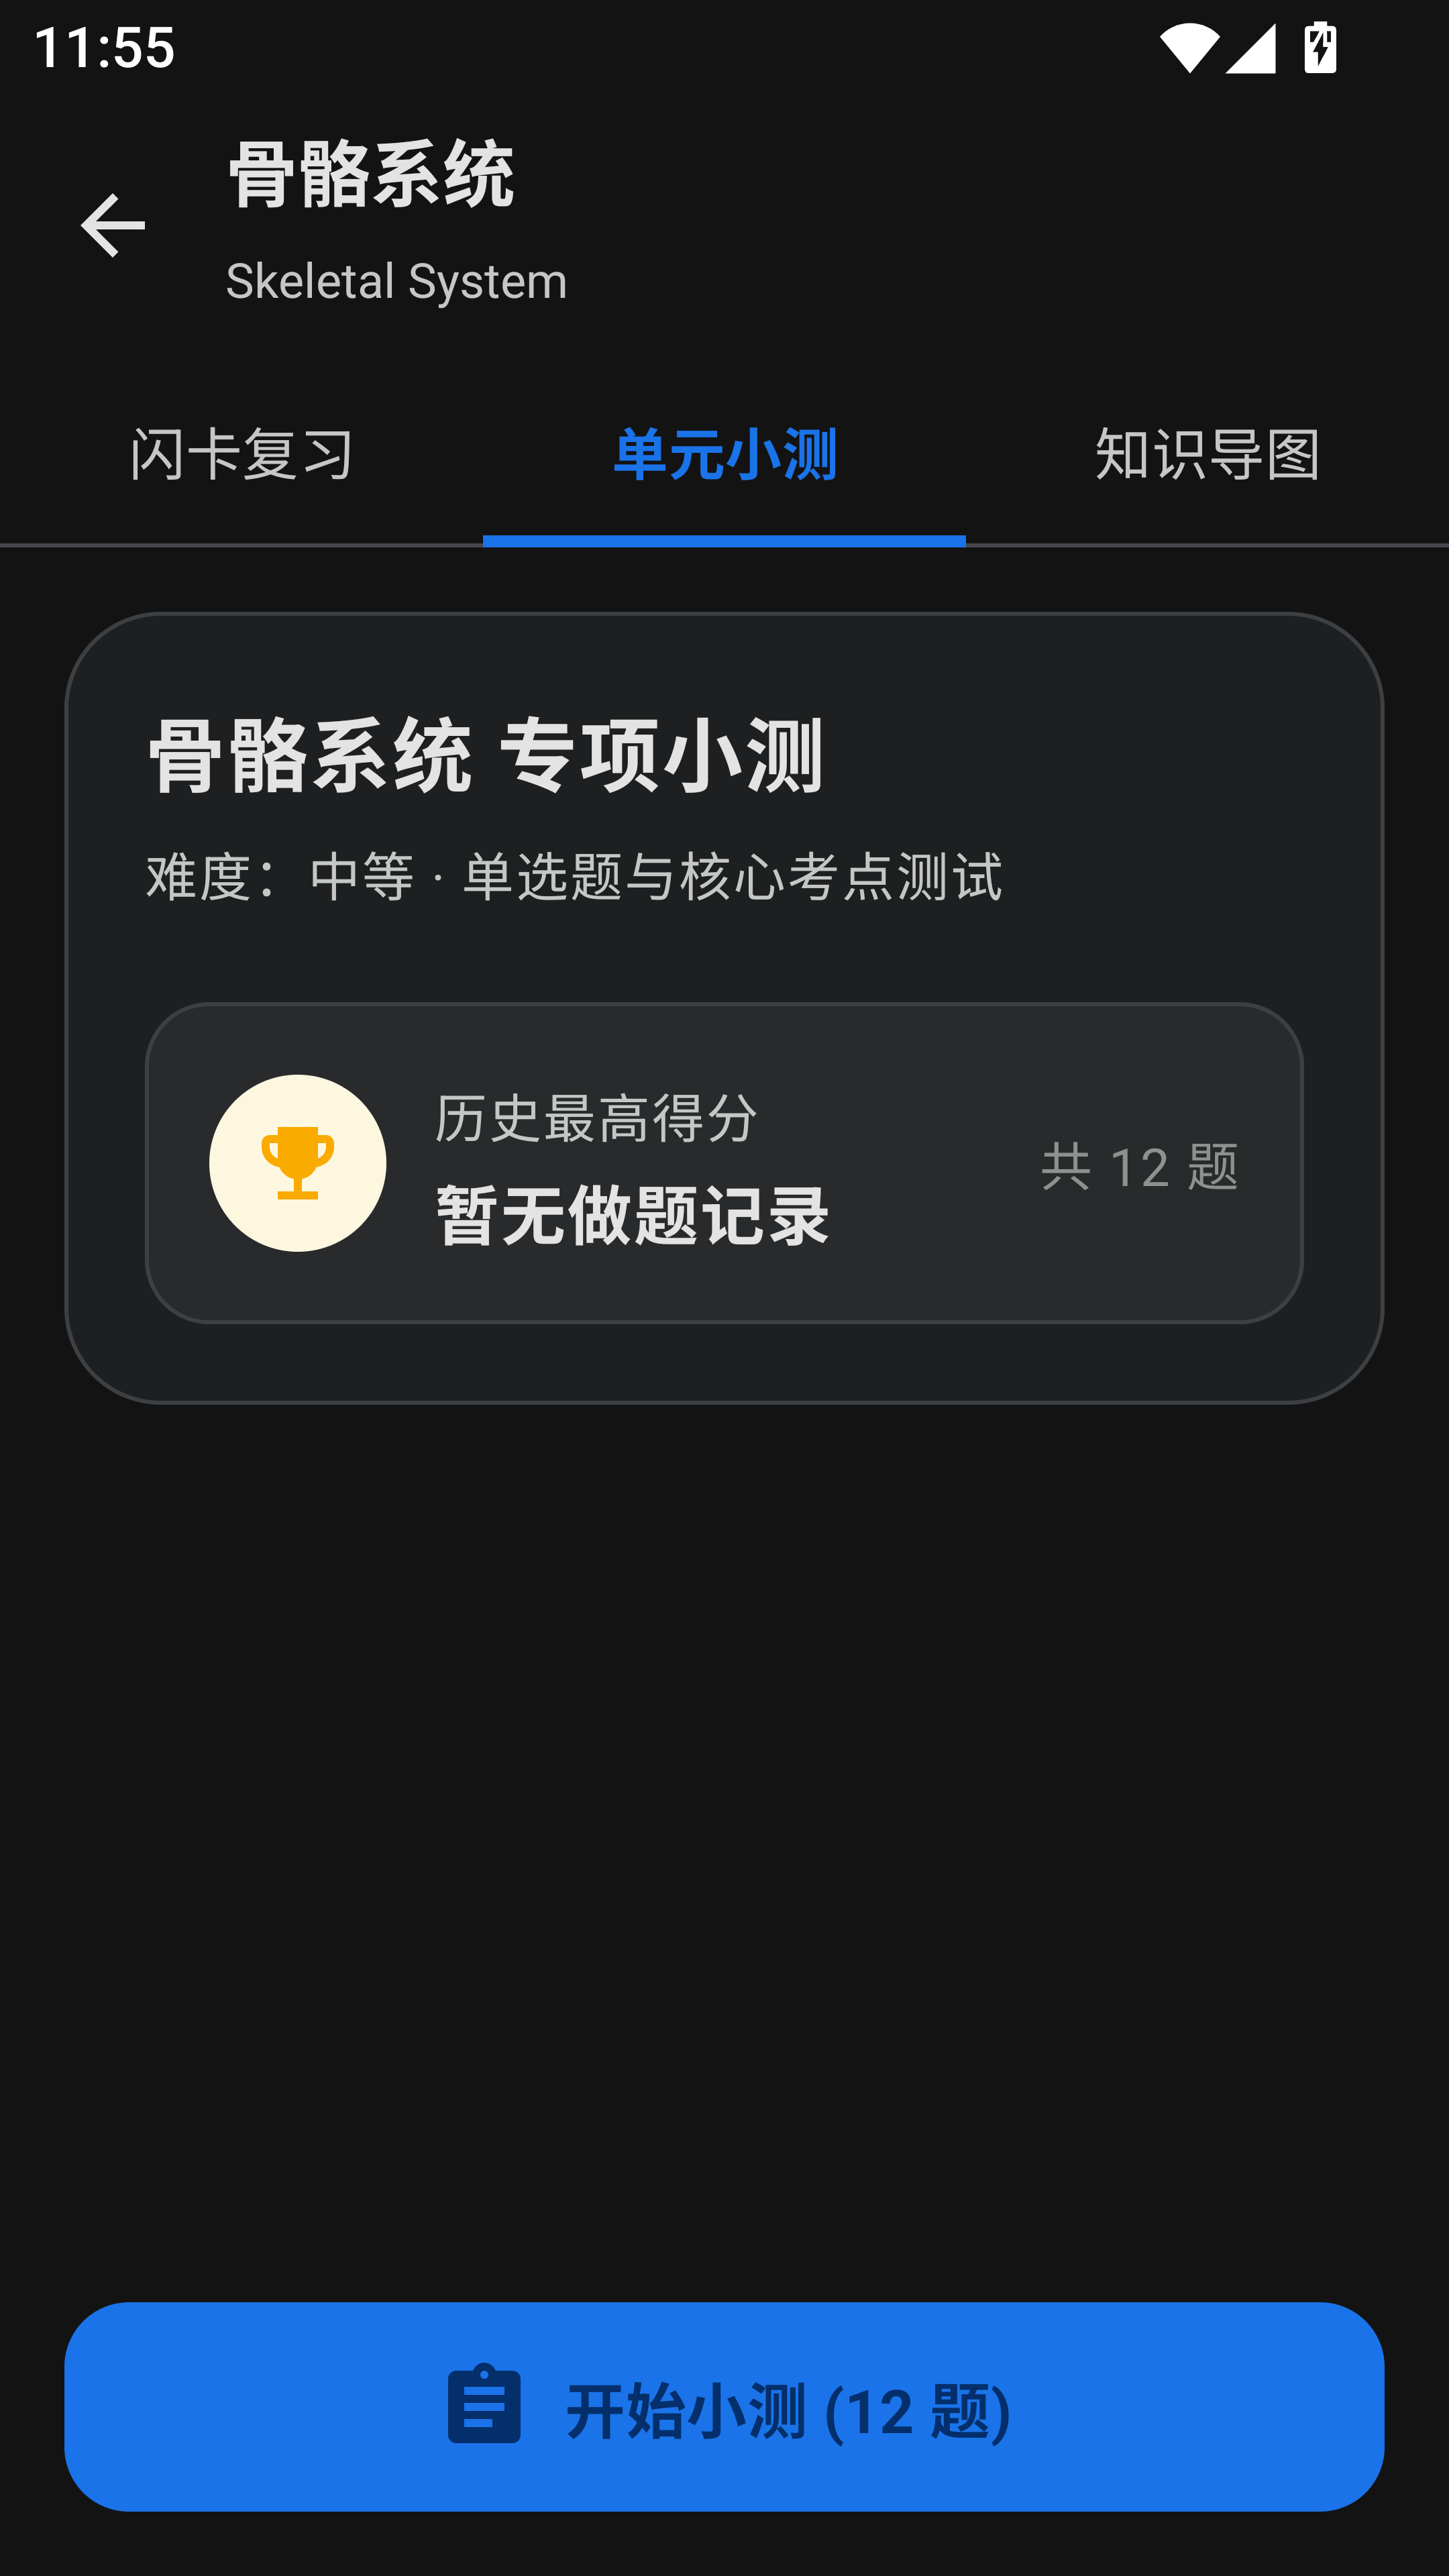 11:55
骨骼系统
Skeletal System
闪卡复习
单元小测
知识导图
骨骼系统 专项小测
难度：中等 · 单选题与核心考点测试
历史最高得分
暂无做题记录
共 12 题
开始小测 (12 题)